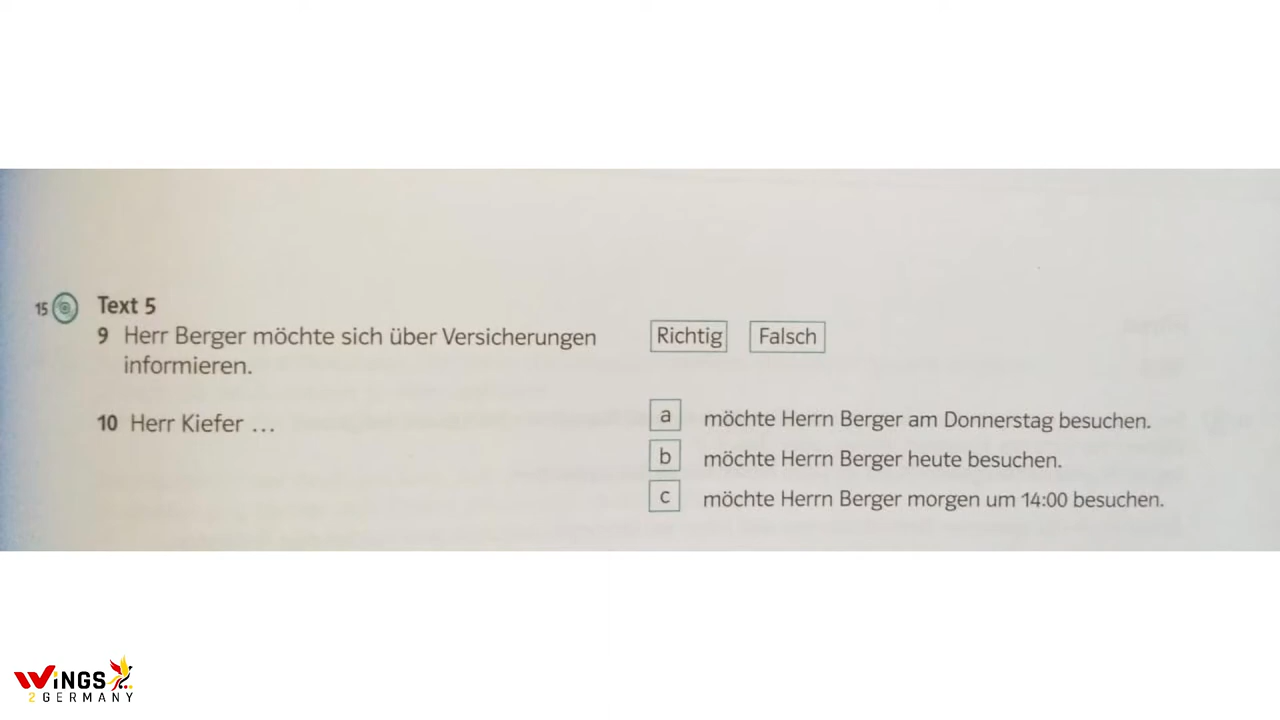 15 Text 5
9 Herr Berger möchte sich über Versicherungen Richtig Falsch
informieren.
10 Herr Kiefer ... a möchte Herrn Berger am Donnerstag besuchen.
b möchte Herrn Berger heute besuchen.
c möchte Herrn Berger morgen um 14:00 besuchen.
WiNGS
2 GERMANY